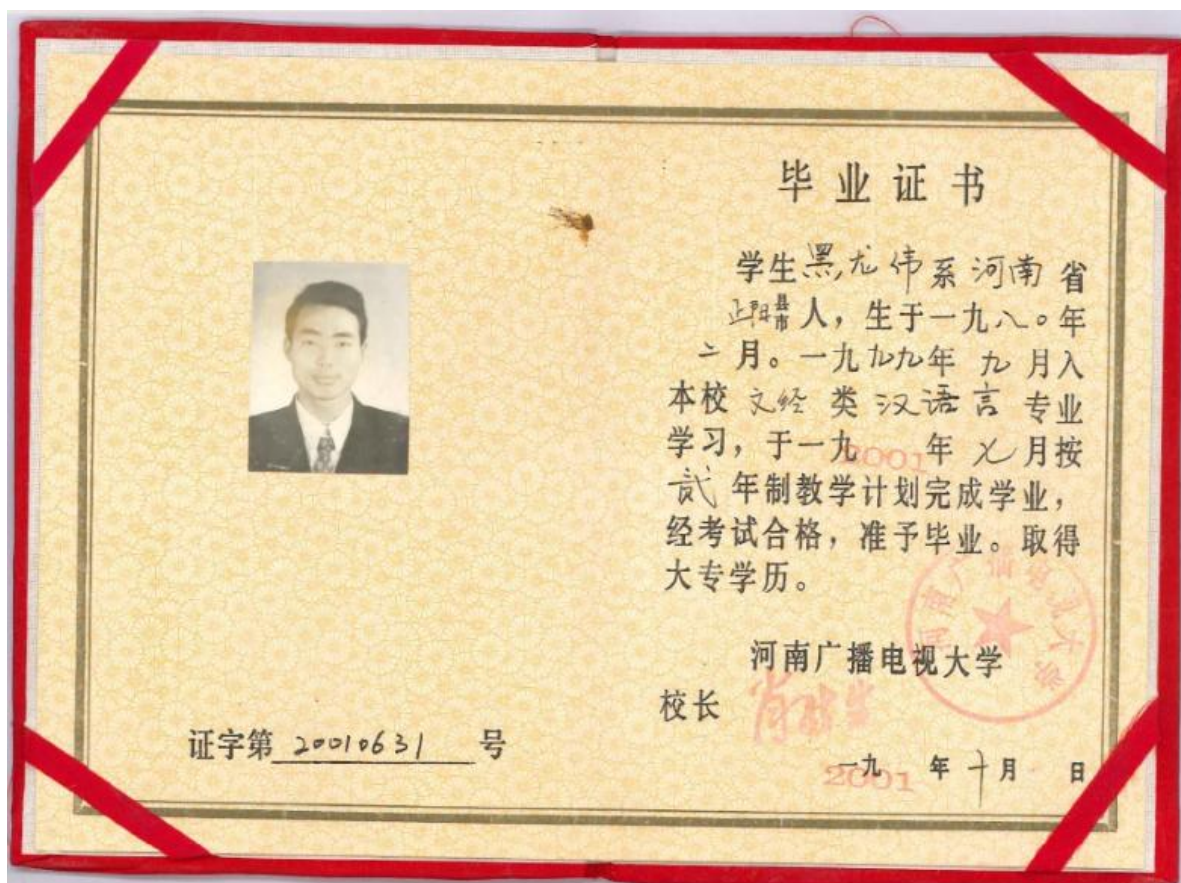 毕业证书
学生黑龙伟系河南省
正阳县市人，生于一九八〇年
二月。一九九九年九月入
本校文经类汉语言专业
学习，于一九2001年七月按
贰年制教学计划完成学业，
经考试合格，准予毕业。取得
大专学历。
河南广播电视大学
校长
一九2001年十月 日
证字第20010631号